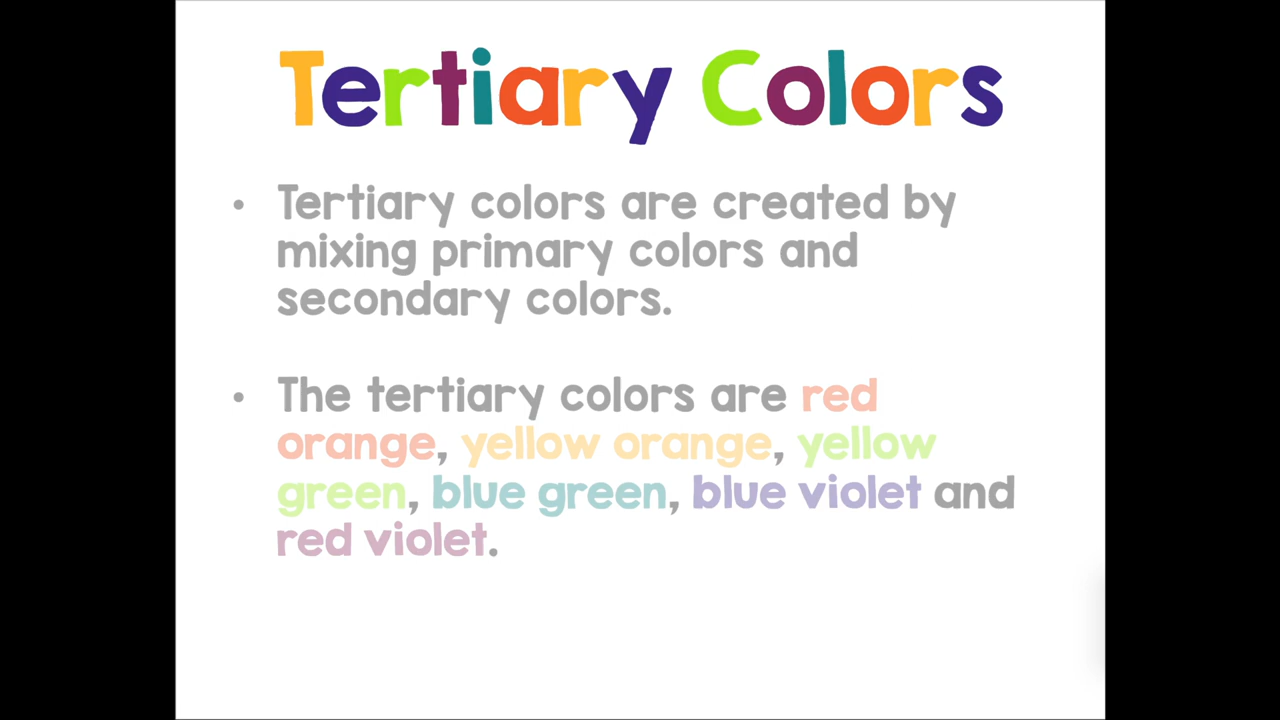 Tertiary Colors
• Tertiary colors are created by
mixing primary colors and
secondary colors.
• The tertiary colors are red
orange, yellow orange, yellow
green, blue green, blue violet and
red violet.